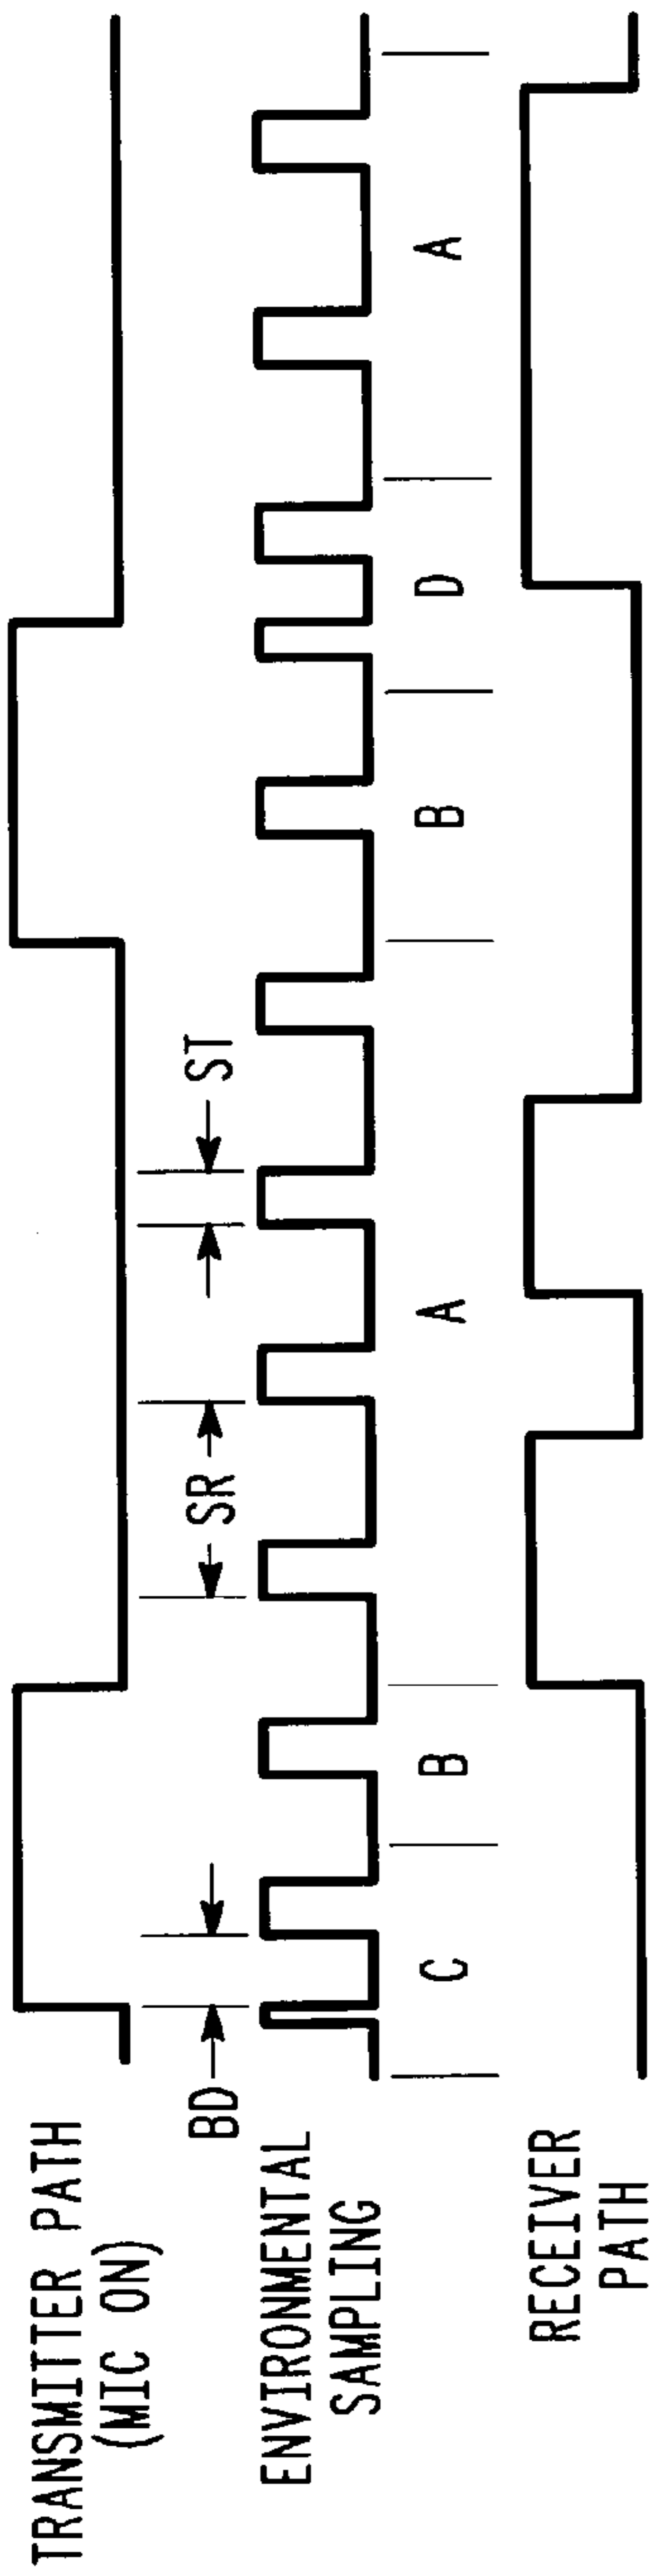 TRANSMITTER PATH
(MIC ON)
BD
SR
ST
ENVIRONMENTAL
SAMPLING
C
B
A
B
D
A
RECEIVER
PATH